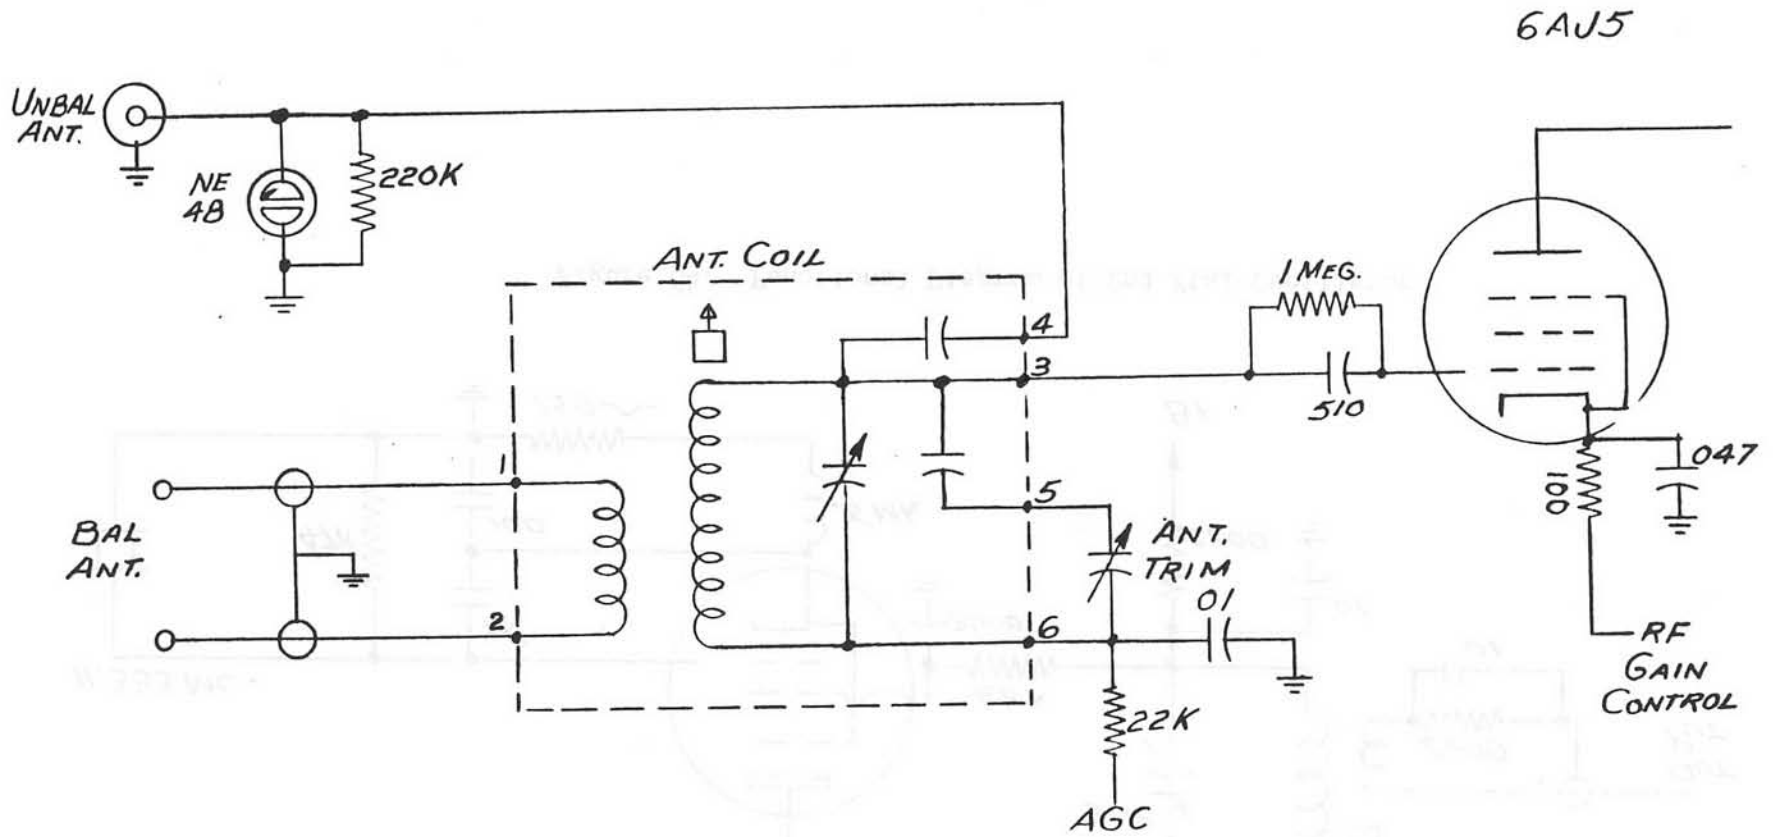 6AJ5
UNBAL
ANT.
NE
48
220K
ANT. COIL
4
3
1 MEG.
510
047
100
1
BAL
ANT.
2
5
ANT.
TRIM
01
6
RF
GAIN
CONTROL
22K
AGC